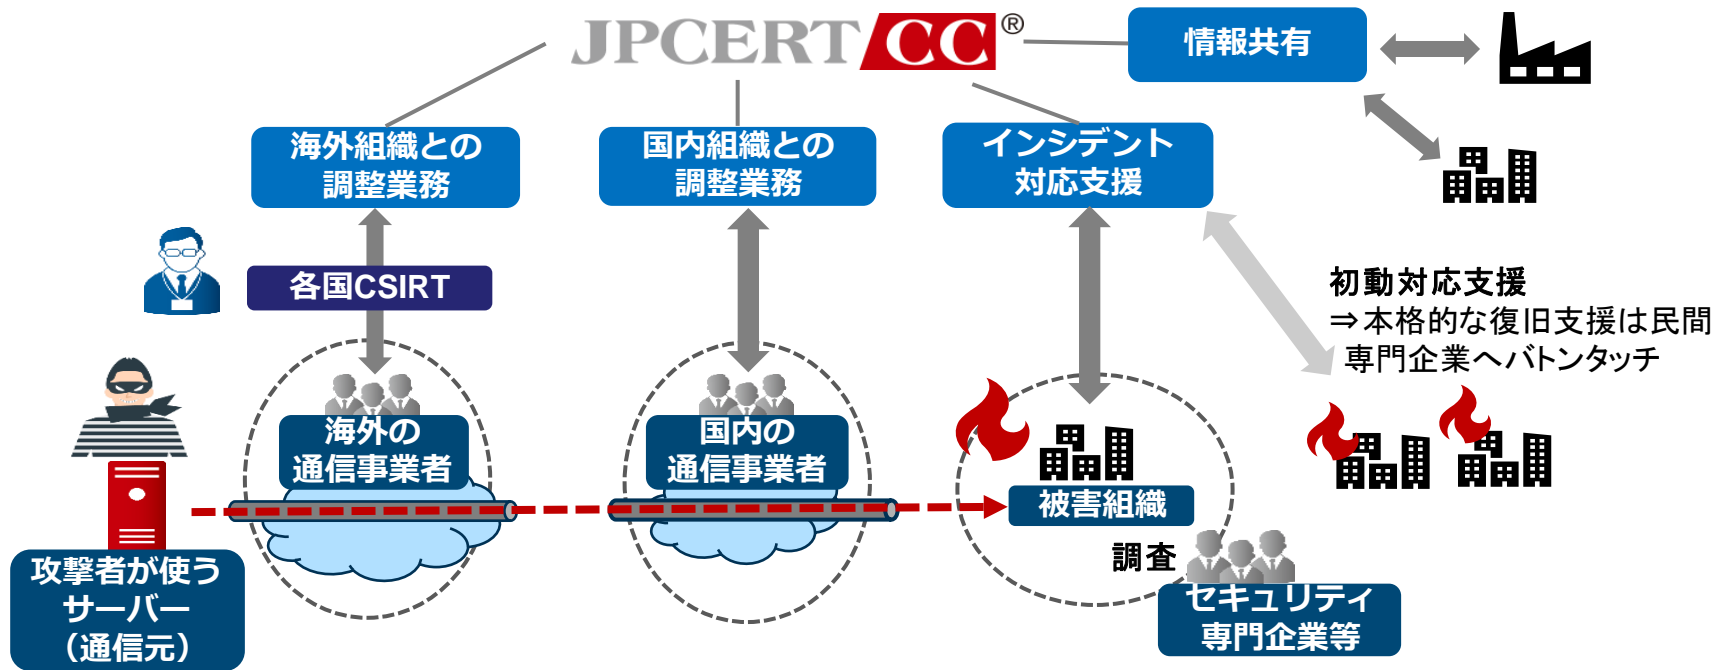 JPCERT CC®
情報共有
海外組織との
調整業務
国内組織との
調整業務
インシデント
対応支援
各国CSIRT
初動対応支援
⇒本格的な復旧支援は民間
専門企業へバトンタッチ
海外の
通信事業者
国内の
通信事業者
被害組織
調査
攻撃者が使う
サーバー
（通信元）
セキュリティ
専門企業等